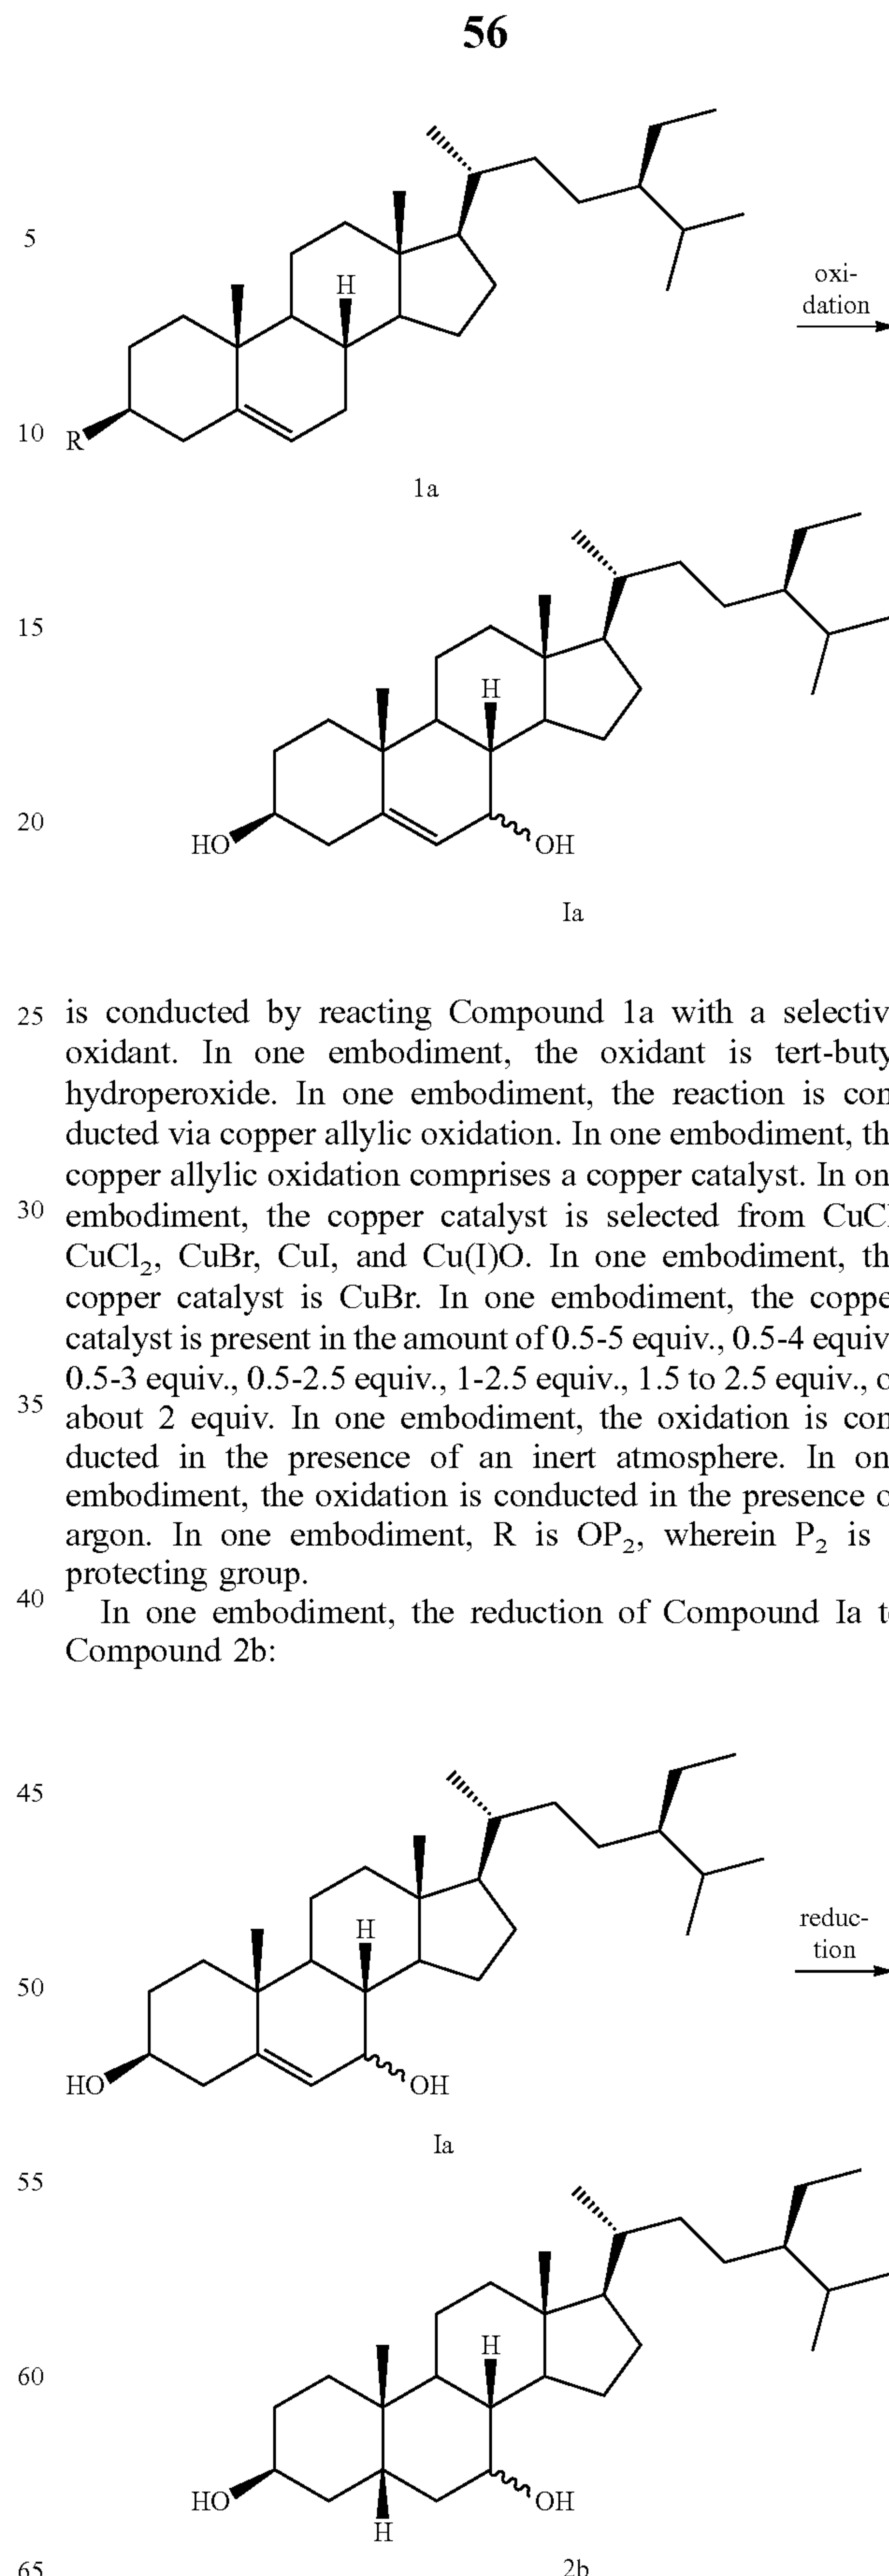 56
5
H
oxi-
dation
10 R
1a
15
H
20
HO
OH
Ia
25 is conducted by reacting Compound 1a with a selectiv
oxidant. In one embodiment, the oxidant is tert-buty
hydroperoxide. In one embodiment, the reaction is con
ducted via copper allylic oxidation. In one embodiment, th
copper allylic oxidation comprises a copper catalyst. In on
30 embodiment, the copper catalyst is selected from CuCl
CuCl₂, CuBr, CuI, and Cu(I)O. In one embodiment, th
copper catalyst is CuBr. In one embodiment, the coppe
catalyst is present in the amount of 0.5-5 equiv., 0.5-4 equiv
0.5-3 equiv., 0.5-2.5 equiv., 1-2.5 equiv., 1.5 to 2.5 equiv., o
35 about 2 equiv. In one embodiment, the oxidation is con
ducted in the presence of an inert atmosphere. In on
embodiment, the oxidation is conducted in the presence o
argon. In one embodiment, R is OP₂, wherein P₂ is
protecting group.
40 In one embodiment, the reduction of Compound Ia t
Compound 2b:
45
H
reduc-
tion
50
HO
OH
Ia
55
H
60
HO
OH
H
65 2b